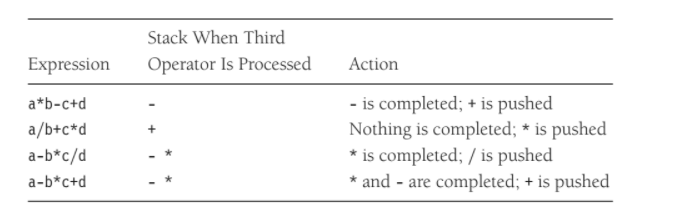 Stack When Third
Expression Operator Is Processed Action
a*b-c+d - - is completed; + is pushed
a/b+c*d + Nothing is completed; * is pushed
a-b*c/d - * * is completed; / is pushed
a-b*c+d - * * and - are completed; + is pushed